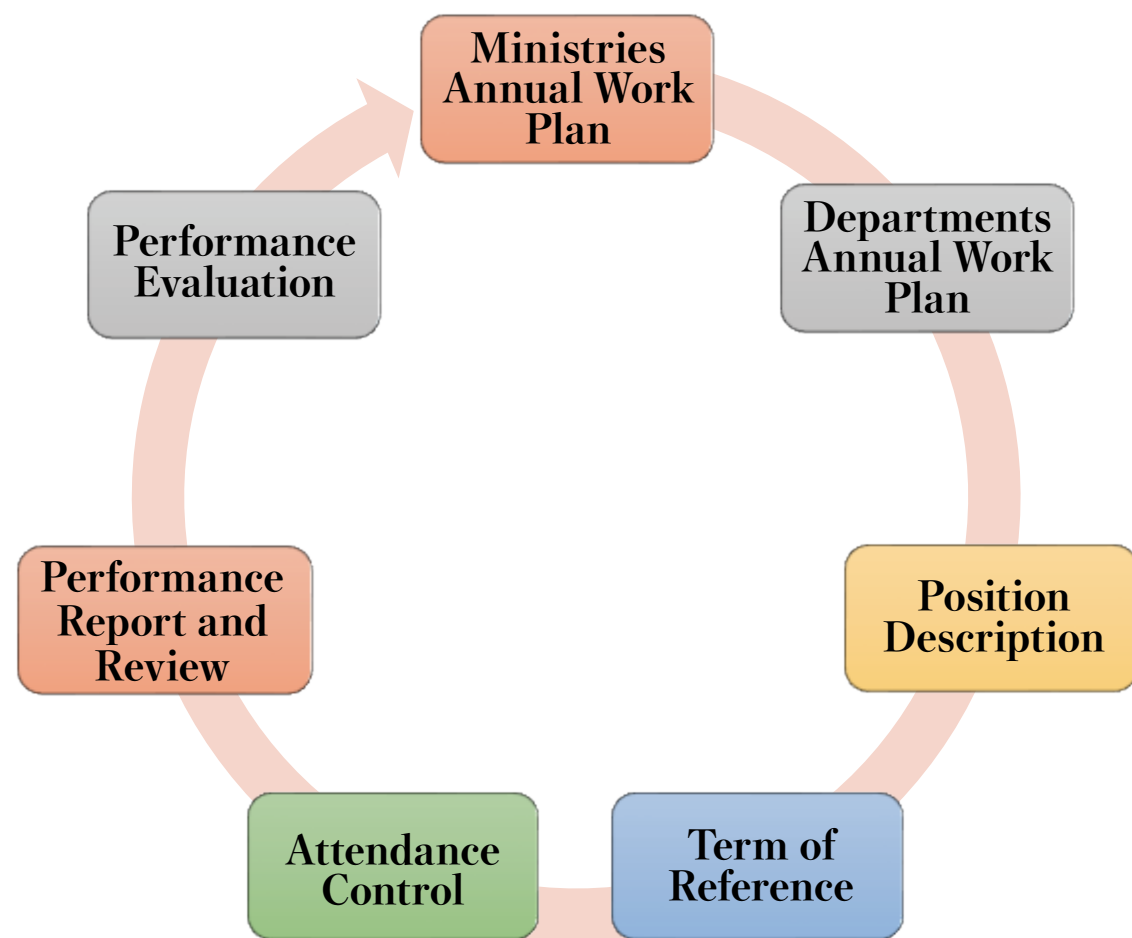 Ministries
Annual Work
Plan
Departments
Annual Work
Plan
Position
Description
Term of
Reference
Attendance
Control
Performance
Report and
Review
Performance
Evaluation